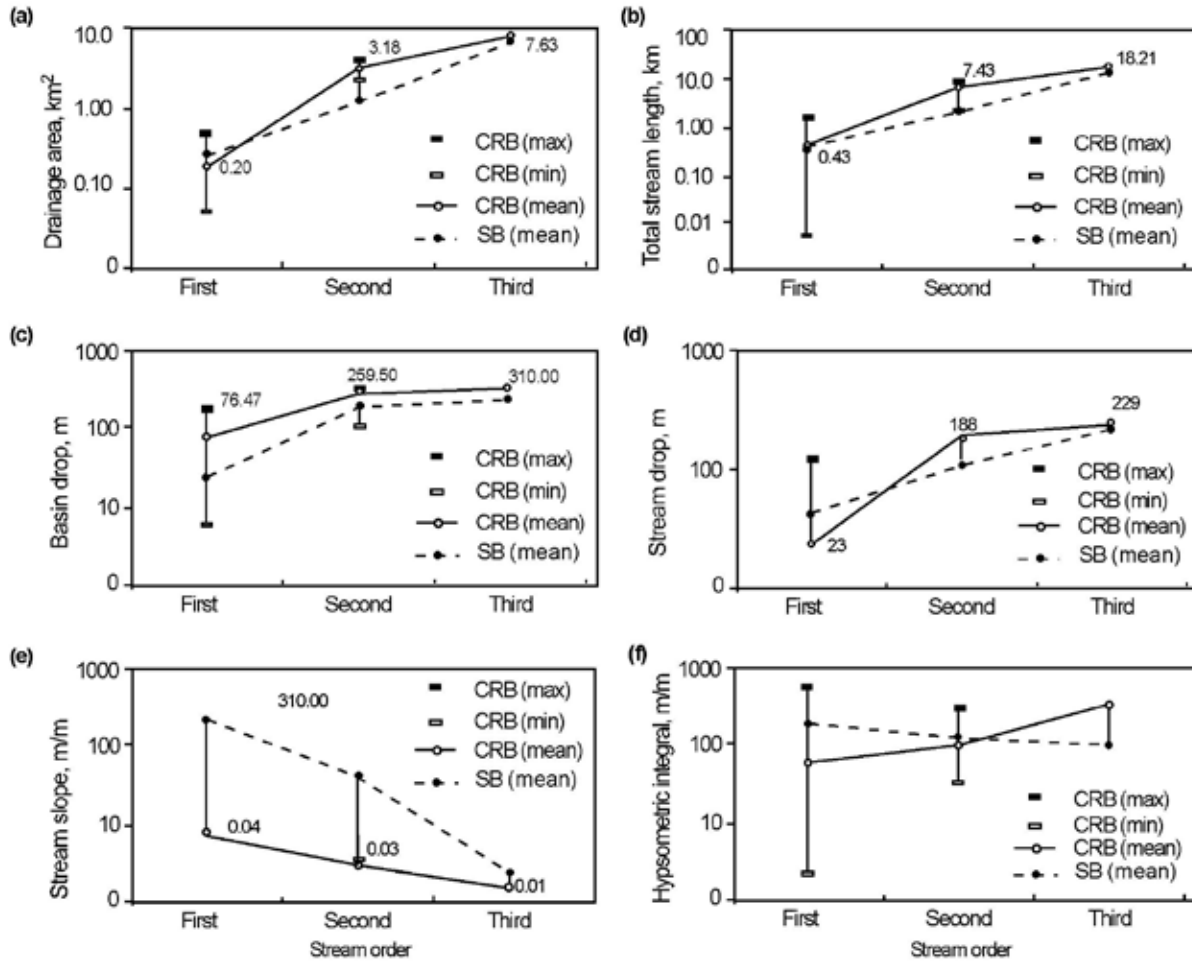 (a)
Drainage area, km²
10.0
1.00
0.10
0
3.18
7.63
0.20
CRB (max)
CRB (min)
CRB (mean)
SB (mean)
First
Second
Third
(b)
Total stream length, km
100
10.0
1.00
0.10
0.01
0
7.43
18.21
0.43
CRB (max)
CRB (min)
CRB (mean)
SB (mean)
First
Second
Third
(c)
Basin drop, m
1000
100
10
0
76.47
259.50
310.00
CRB (max)
CRB (min)
CRB (mean)
SB (mean)
First
Second
Third
(d)
Stream drop, m
1000
100
0
188
229
23
CRB (max)
CRB (min)
CRB (mean)
SB (mean)
First
Second
Third
(e)
Stream slope, m/m
1000
100
10
0
310.00
0.04
0.03
0.01
CRB (max)
CRB (min)
CRB (mean)
SB (mean)
First
Second
Third
Stream order
(f)
Hypsometric integral, m/m
1000
100
10
0
CRB (max)
CRB (min)
CRB (mean)
SB (mean)
First
Second
Third
Stream order